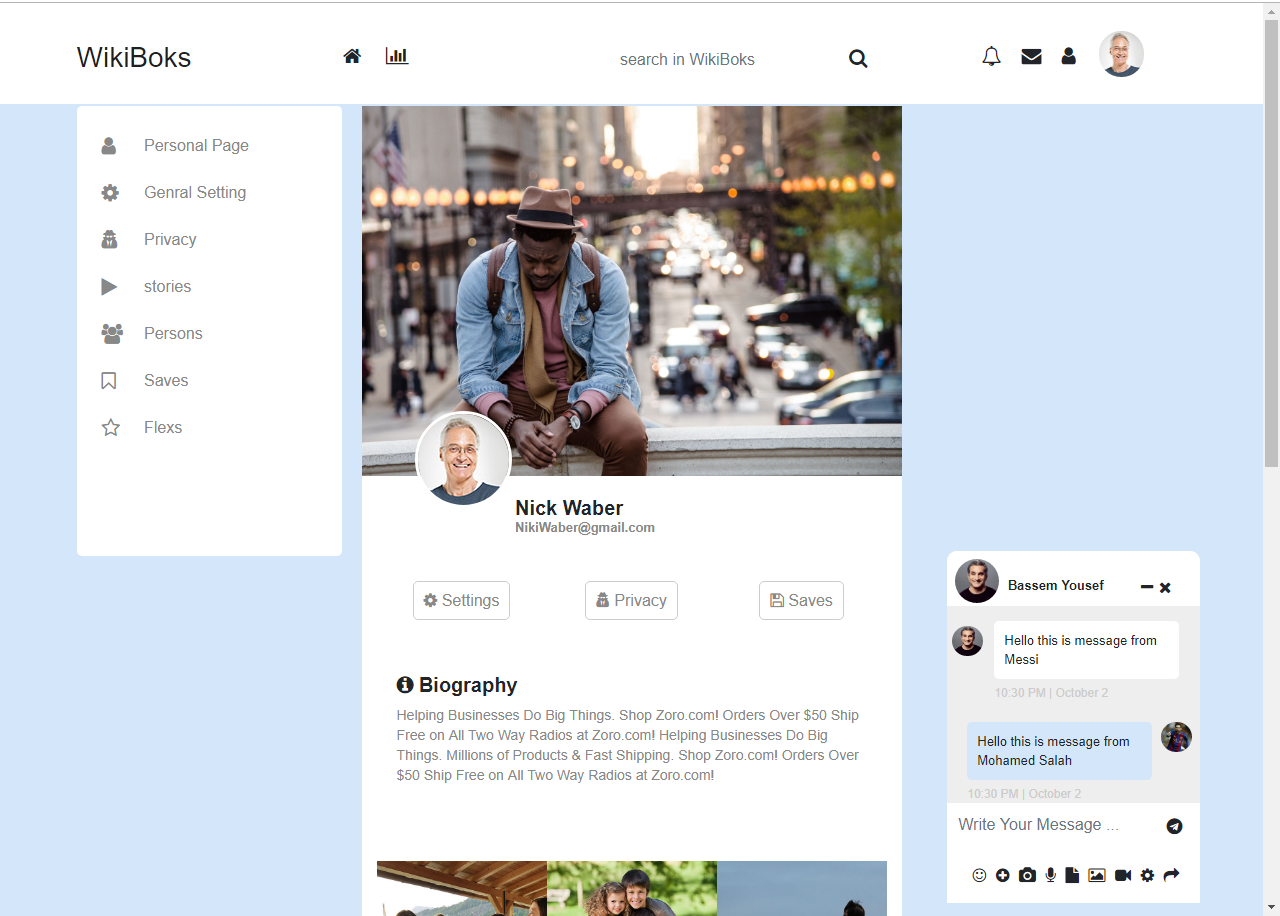 WikiBoks
search in WikiBoks
Personal Page
Genral Setting
Privacy
stories
Persons
Saves
Flexs
Nick Waber
NikiWaber@gmail.com
Settings
Privacy
Saves
Biography
Helping Businesses Do Big Things. Shop Zoro.com! Orders Over $50 Ship
Free on All Two Way Radios at Zoro.com! Helping Businesses Do Big
Things. Millions of Products & Fast Shipping. Shop Zoro.com! Orders Over
$50 Ship Free on All Two Way Radios at Zoro.com!
Bassem Yousef
Hello this is message from
Messi
10:30 PM | October 2
Hello this is message from
Mohamed Salah
10:30 PM | October 2
Write Your Message ...